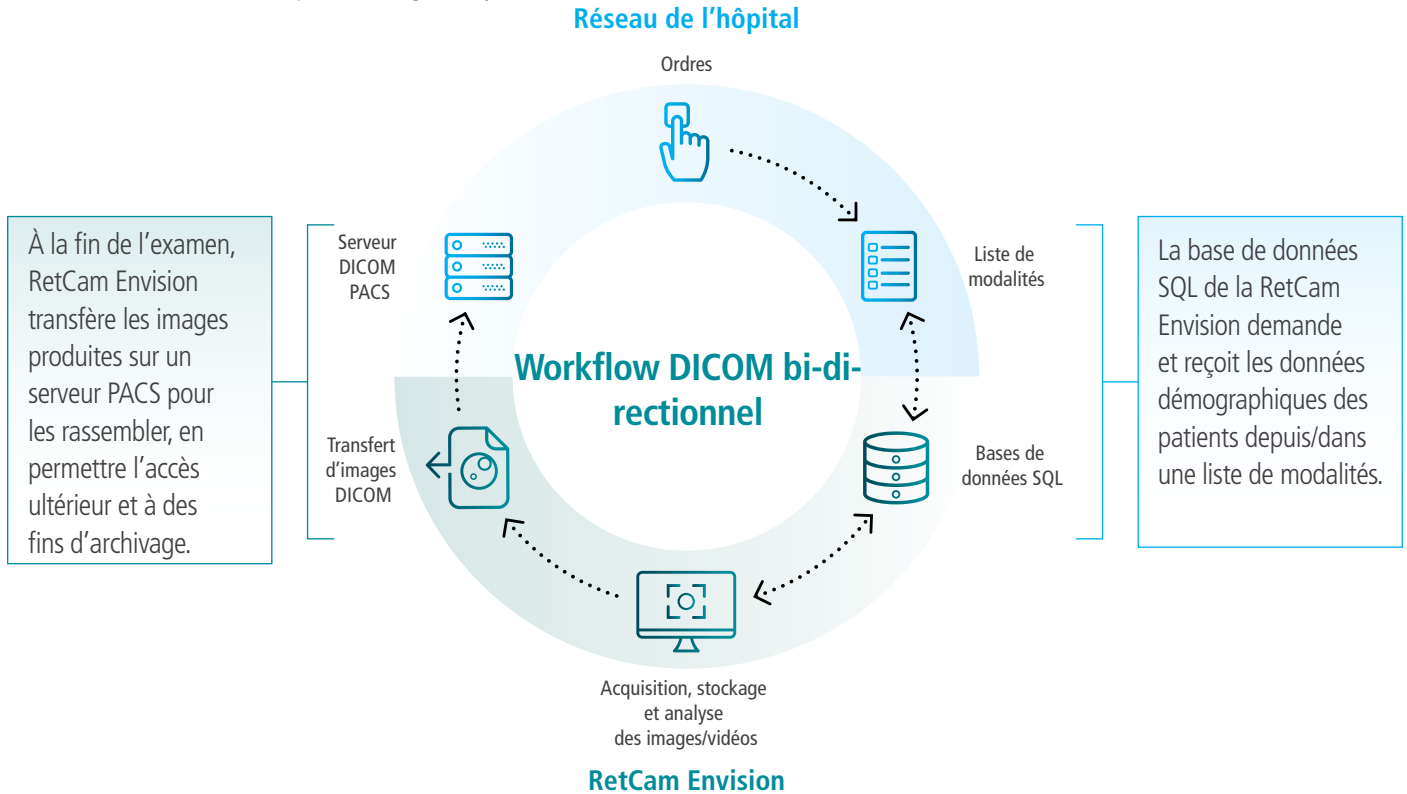 Réseau de l’hôpital
Ordres
À la fin de l’examen,
RetCam Envision
transfère les images
produites sur un
serveur PACS pour
les rassembler, en
permettre l’accès
ultérieur et à des
fins d’archivage.
Serveur
DICOM
PACS
Transfert
d’images
DICOM
Workflow DICOM bi-di-
rectionnel
Liste de
modalités
Bases de
données SQL
La base de données
SQL de la RetCam
Envision demande
et reçoit les données
démographiques des
patients depuis/dans
une liste de modalités.
Acquisition, stockage
et analyse
des images/vidéos
RetCam Envision